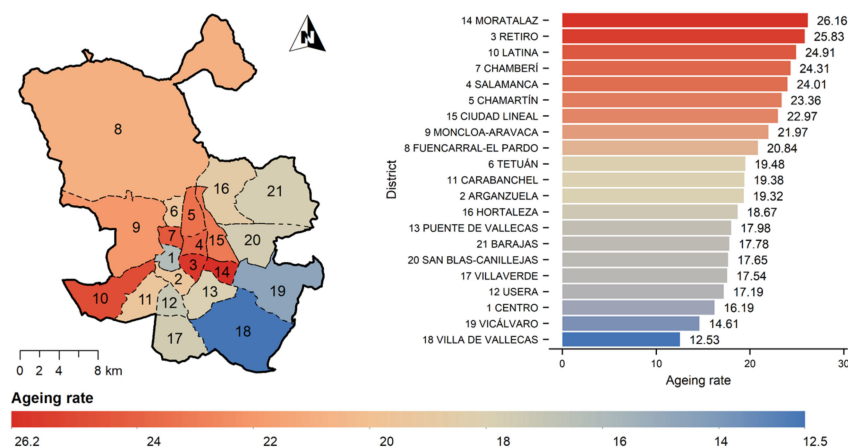 N
8
16
21
6
5
9
7
4
15
20
1
3
14
2
19
10
11
12
13
18
17
0 2 4 8 km
District
14 MORATALAZ 26.16
3 RETIRO 25.83
10 LATINA 24.91
7 CHAMBERÍ 24.31
4 SALAMANCA 24.01
5 CHAMARTÍN 23.36
15 CIUDAD LINEAL 22.97
9 MONCLOA-ARAVACA 21.97
8 FUENCARRAL-EL PARDO 20.84
6 TETUÁN 19.48
11 CARABANCHEL 19.38
2 ARGANZUELA 19.32
16 HORTALEZA 18.67
13 PUENTE DE VALLECAS 17.98
21 BARAJAS 17.78
20 SAN BLAS-CANILLEJAS 17.65
17 VILLAVERDE 17.54
12 USERA 17.19
1 CENTRO 16.19
19 VICÁLVARO 14.61
18 VILLA DE VALLECAS 12.53
0 10 20 30
Ageing rate
Ageing rate
26.2 24 22 20 18 16 14 12.5